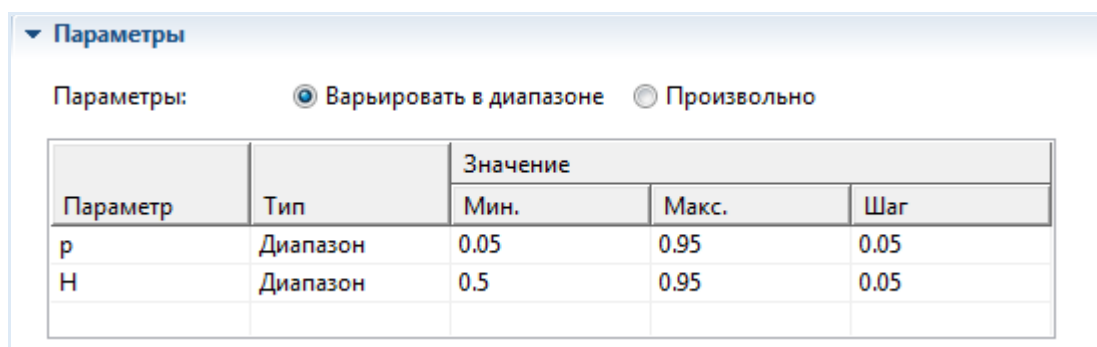 Параметры
Параметры: Варьировать в диапазоне Произвольно
Значение
Параметр Тип Мин. Макс. Шаг
p Диапазон 0.05 0.95 0.05
H Диапазон 0.5 0.95 0.05